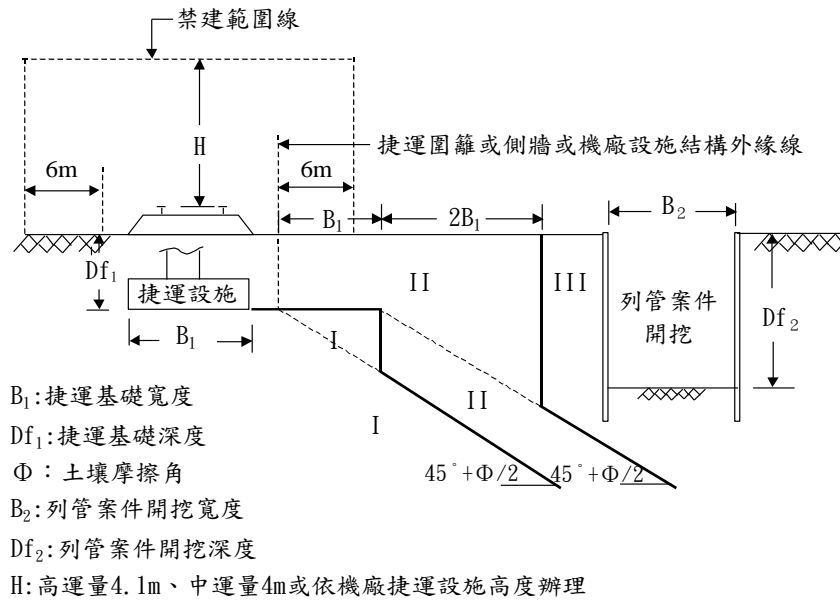 禁建範圍線
H
捷運圍籬或側牆或機廠設施結構外緣線
6m
6m
B₁
2B₁
B₂
Df₁
捷運設施
II
III
列管案件
開挖
Df₂
B₁
I
B₁:捷運基礎寬度
II
Df₁:捷運基礎深度
I
Φ：土壤摩擦角
45°+Φ/2
45°+Φ/2
B₂:列管案件開挖寬度
Df₂:列管案件開挖深度
H:高運量4.1m、中運量4m或依機廠捷運設施高度辦理